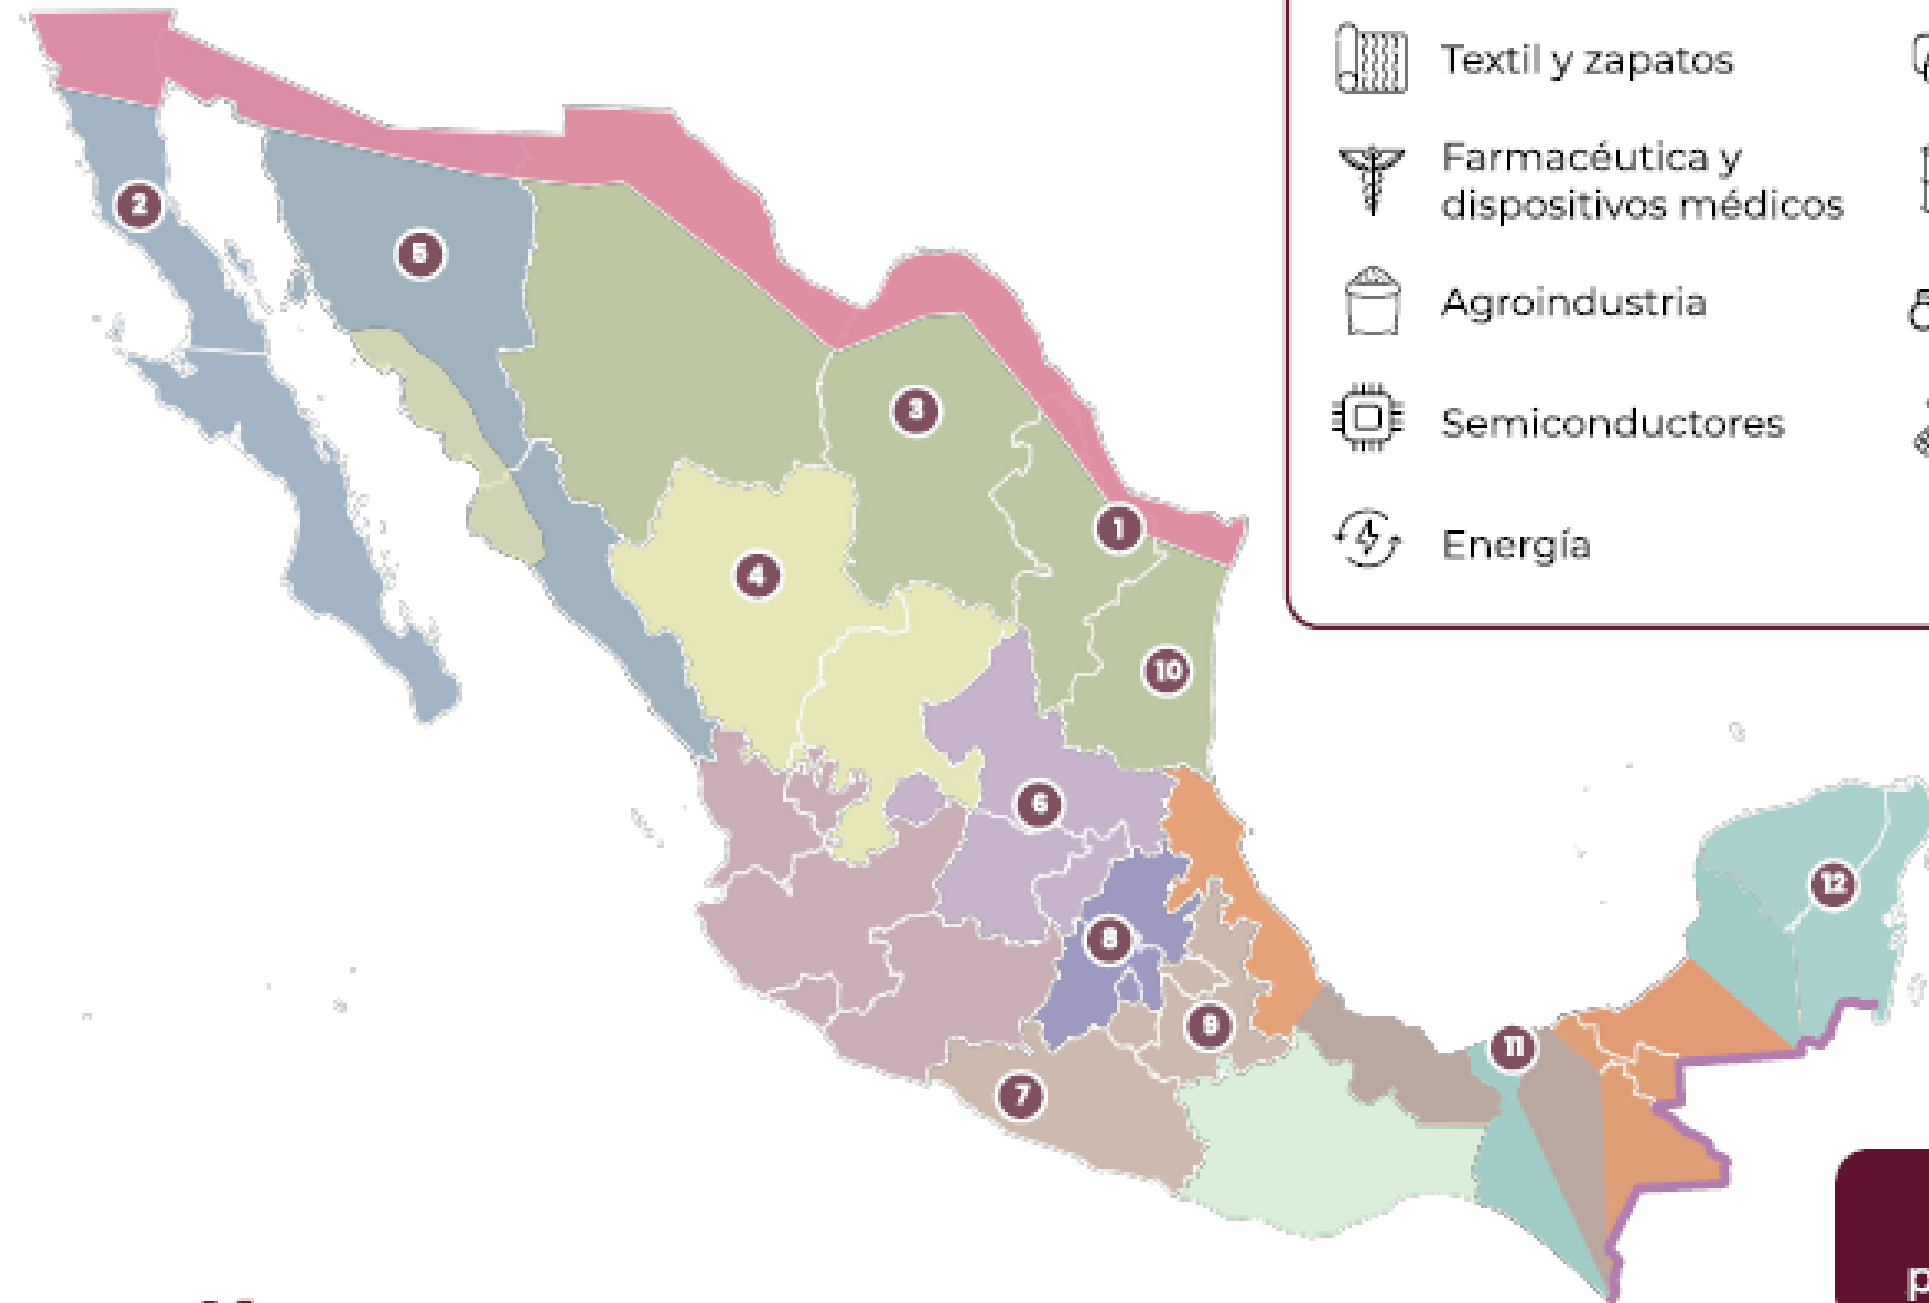 Textil y zapatos
Farmacéutica y
dispositivos médicos
Agroindustria
Semiconductores
Energía
2
5
3
1
4
10
6
12
8
9
11
7
p